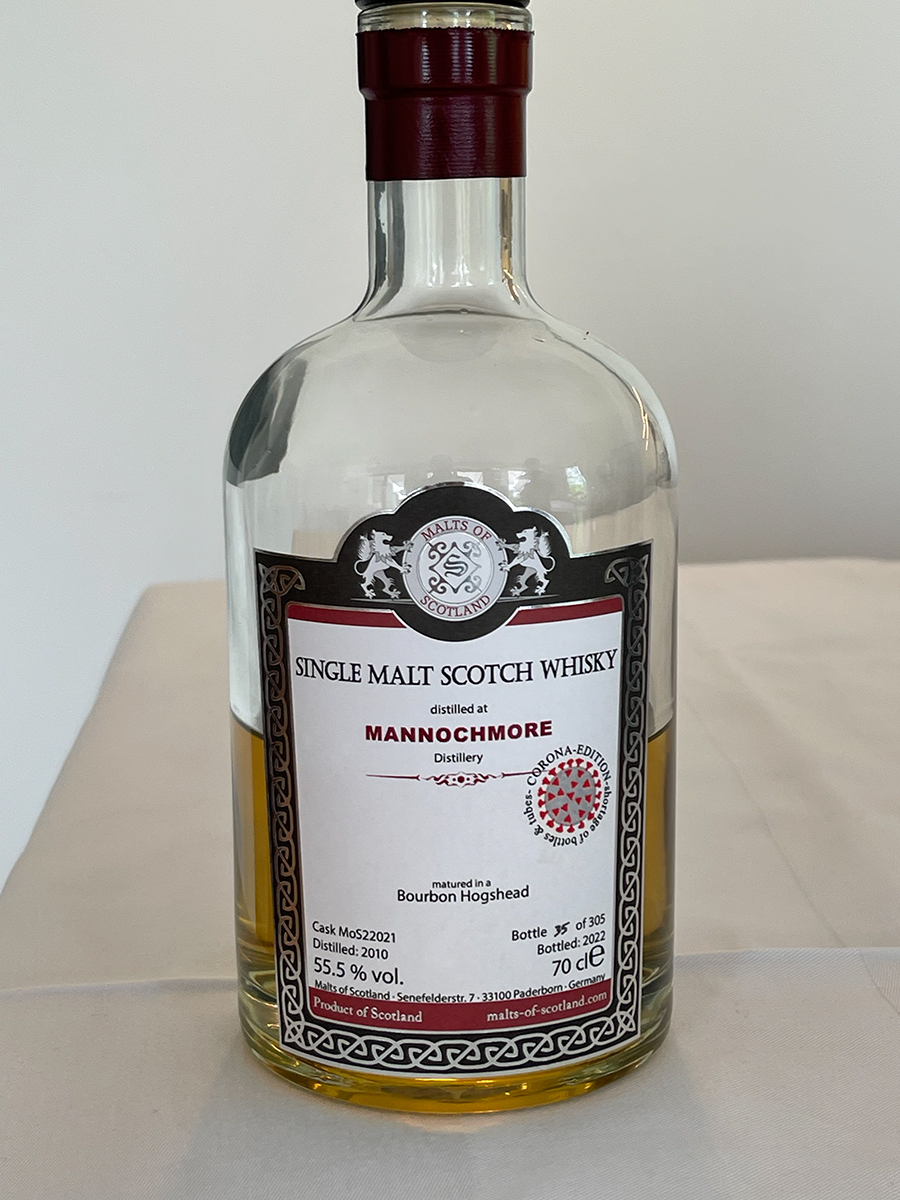 MALTS OF
S
SCOTLAND
SINGLE MALT SCOTCH WHISKY
distilled at
MANNOCHMORE
Distillery
CORONA-EDITION-shortage of bottles & tubes-
matured in a
Bourbon Hogshead
Cask MoS22021
Distilled: 2010
55.5 % vol.
Bottle 35 of 305
Bottled: 2022
70 cl e
Malts of Scotland · Senefelderstr. 7 · 33100 Paderborn · Germany
Product of Scotland
malts-of-scotland.com